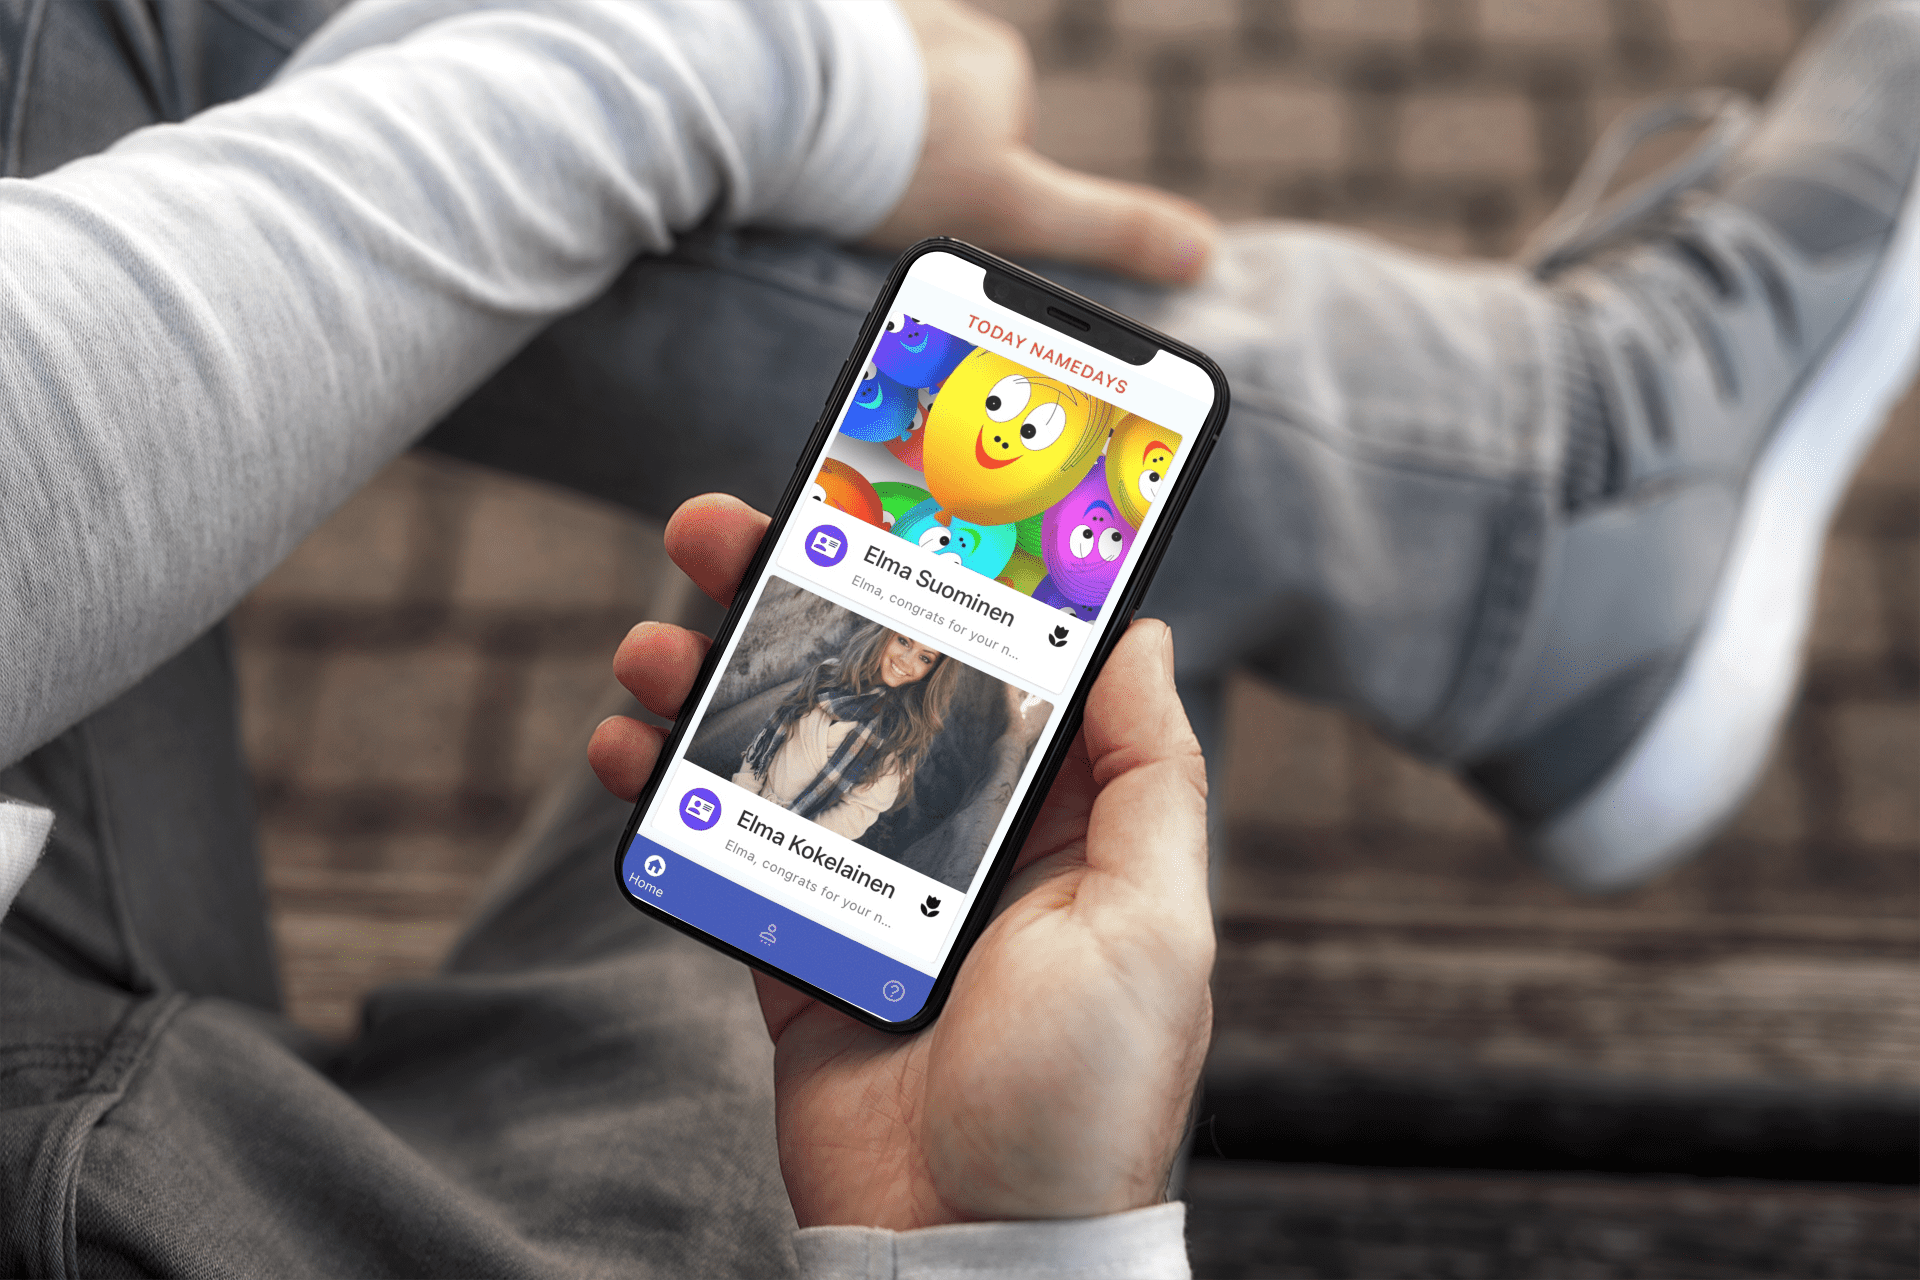 TODAY NAMEDAYS
Elma Suominen
Elma, congrats for your n...
Elma Kokelainen
Elma, congrats for your n...
Home